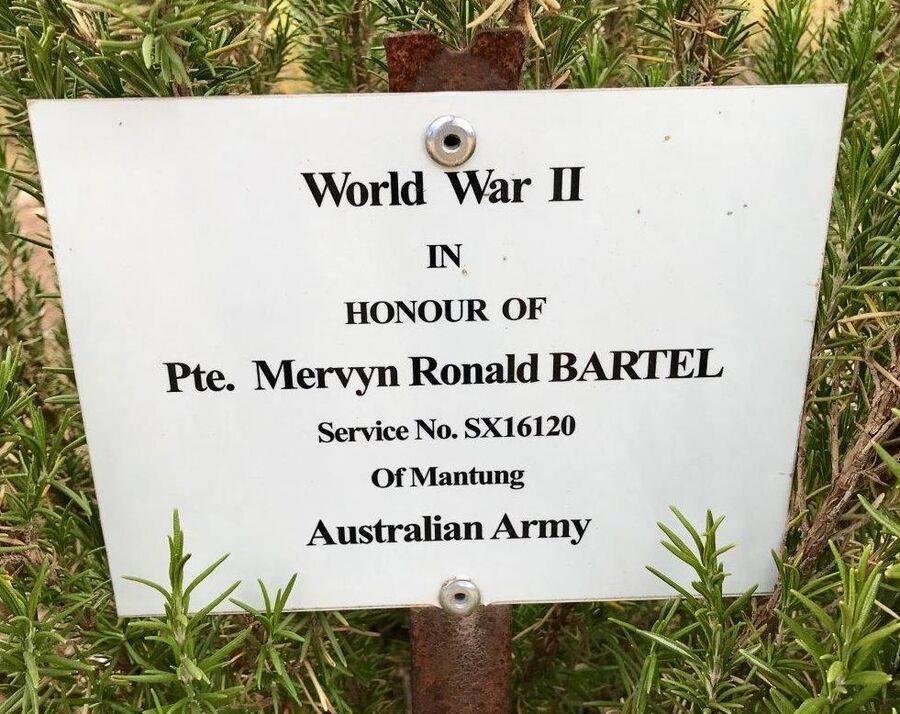 World War II
IN
HONOUR OF
Pte. Mervyn Ronald BARTEL
Service No. SX16120
Of Mantung
Australian Army